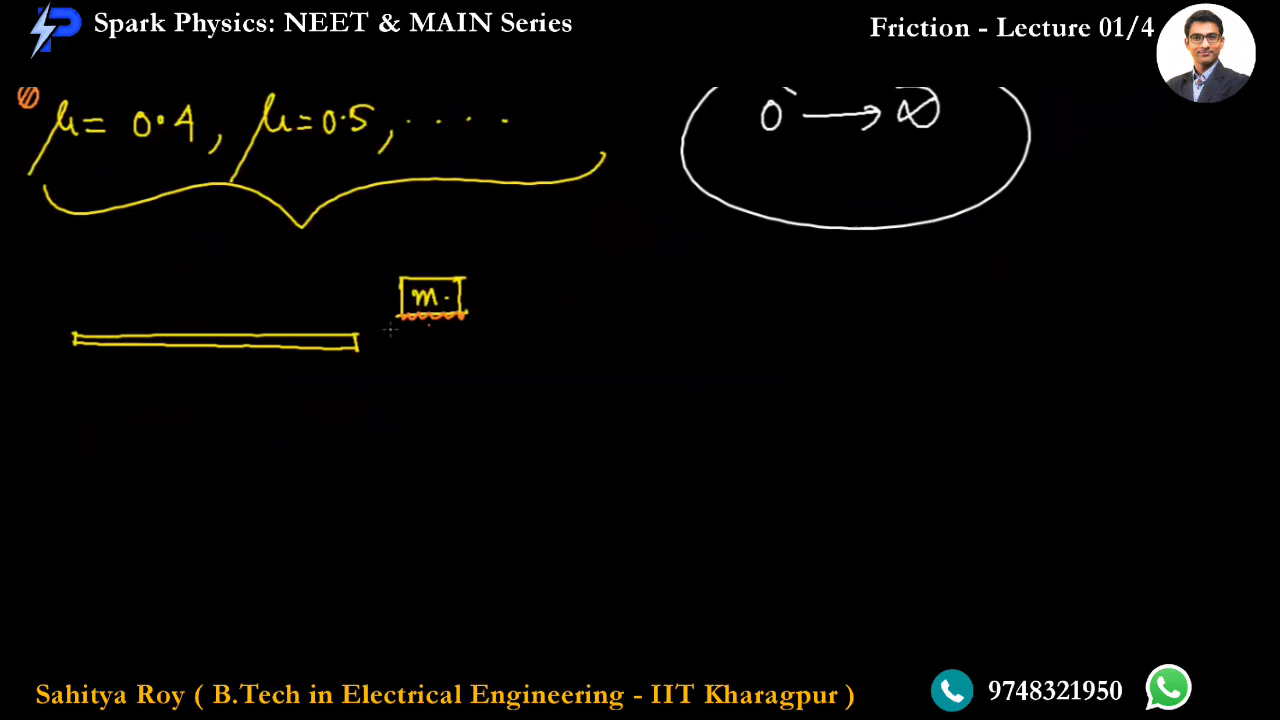 Spark Physics: NEET & MAIN Series
Friction - Lecture 01/4
μ = 0.4, μ = 0.5, .....
0 → ∞
m.
Sahitya Roy ( B.Tech in Electrical Engineering - IIT Kharagpur )
9748321950